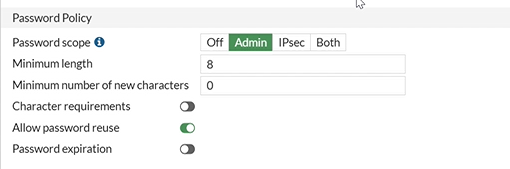 Password Policy
Password scope Off Admin IPsec Both
Minimum length 8
Minimum number of new characters 0
Character requirements
Allow password reuse
Password expiration